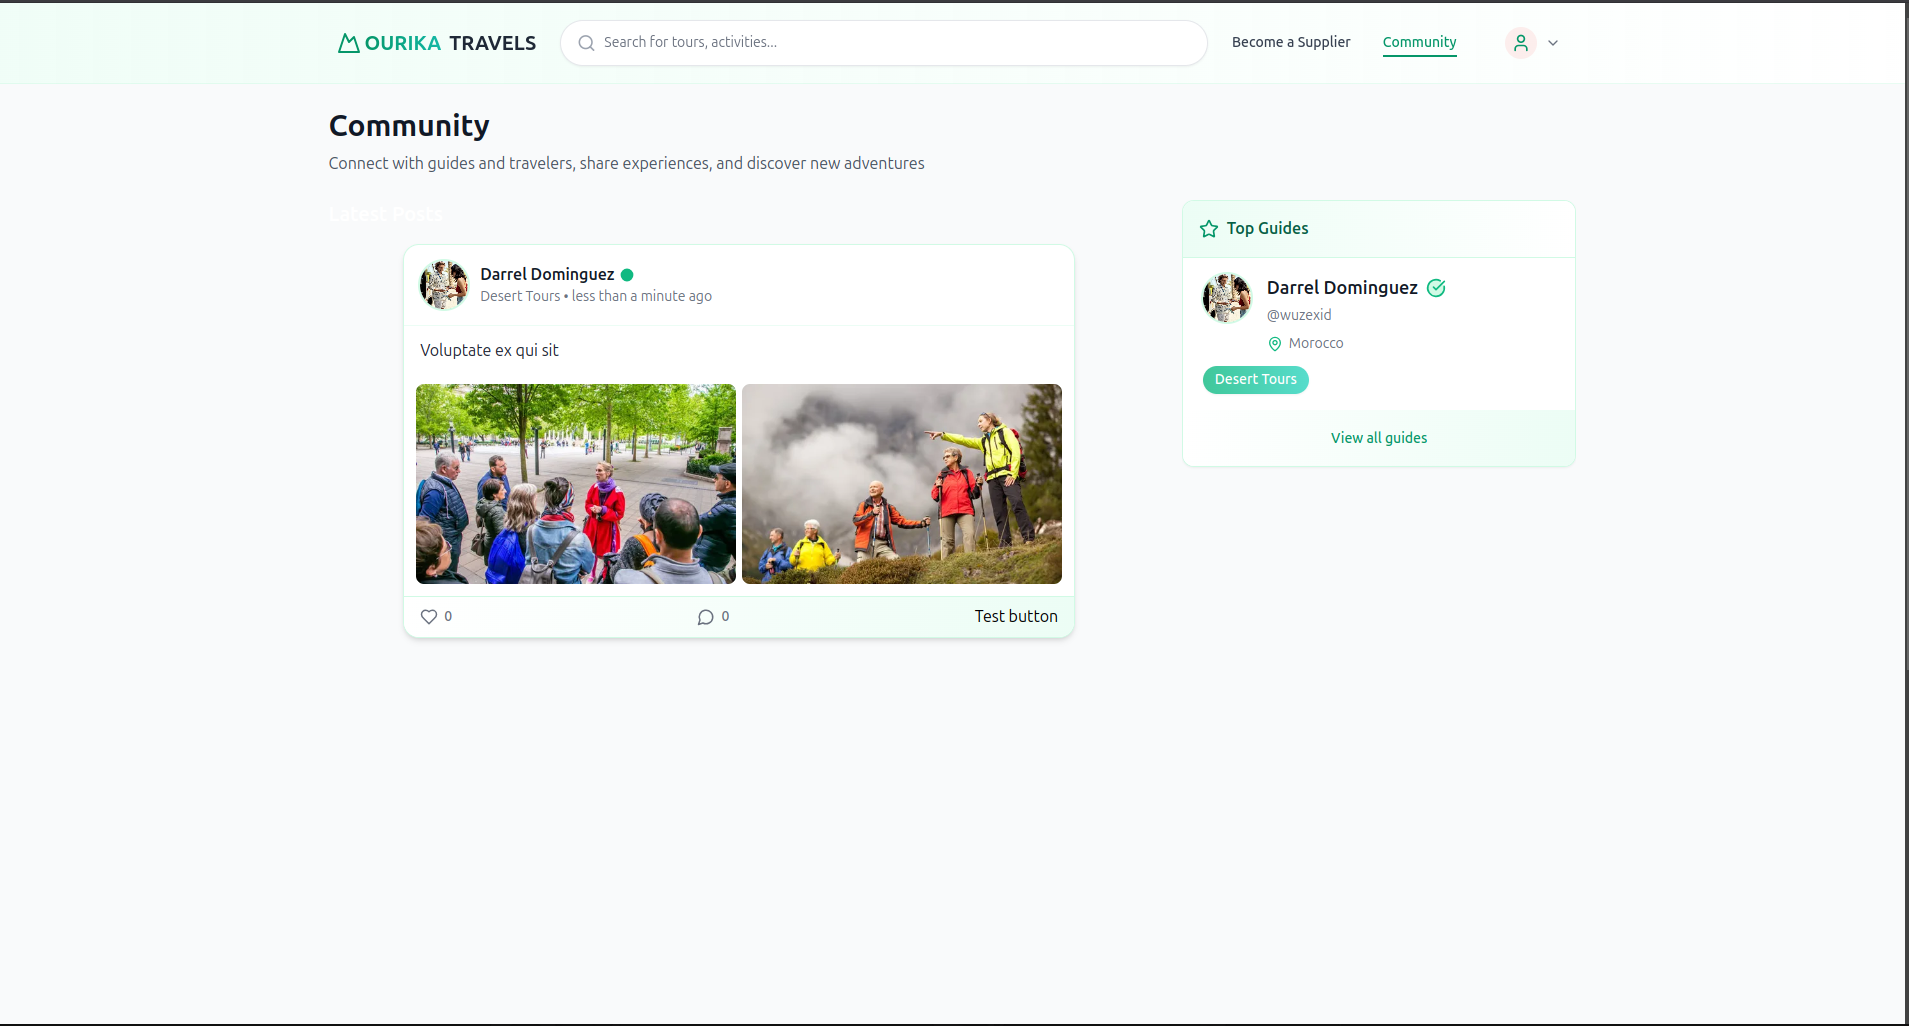 OURIKA TRAVELS
Search for tours, activities...
Become a Supplier
Community
Community
Connect with guides and travelers, share experiences, and discover new adventures
Latest Posts
Darrel Dominguez
Desert Tours • less than a minute ago
Voluptate ex qui sit
0
0
Test button
Top Guides
Darrel Dominguez
@wuzexid
Morocco
Desert Tours
View all guides